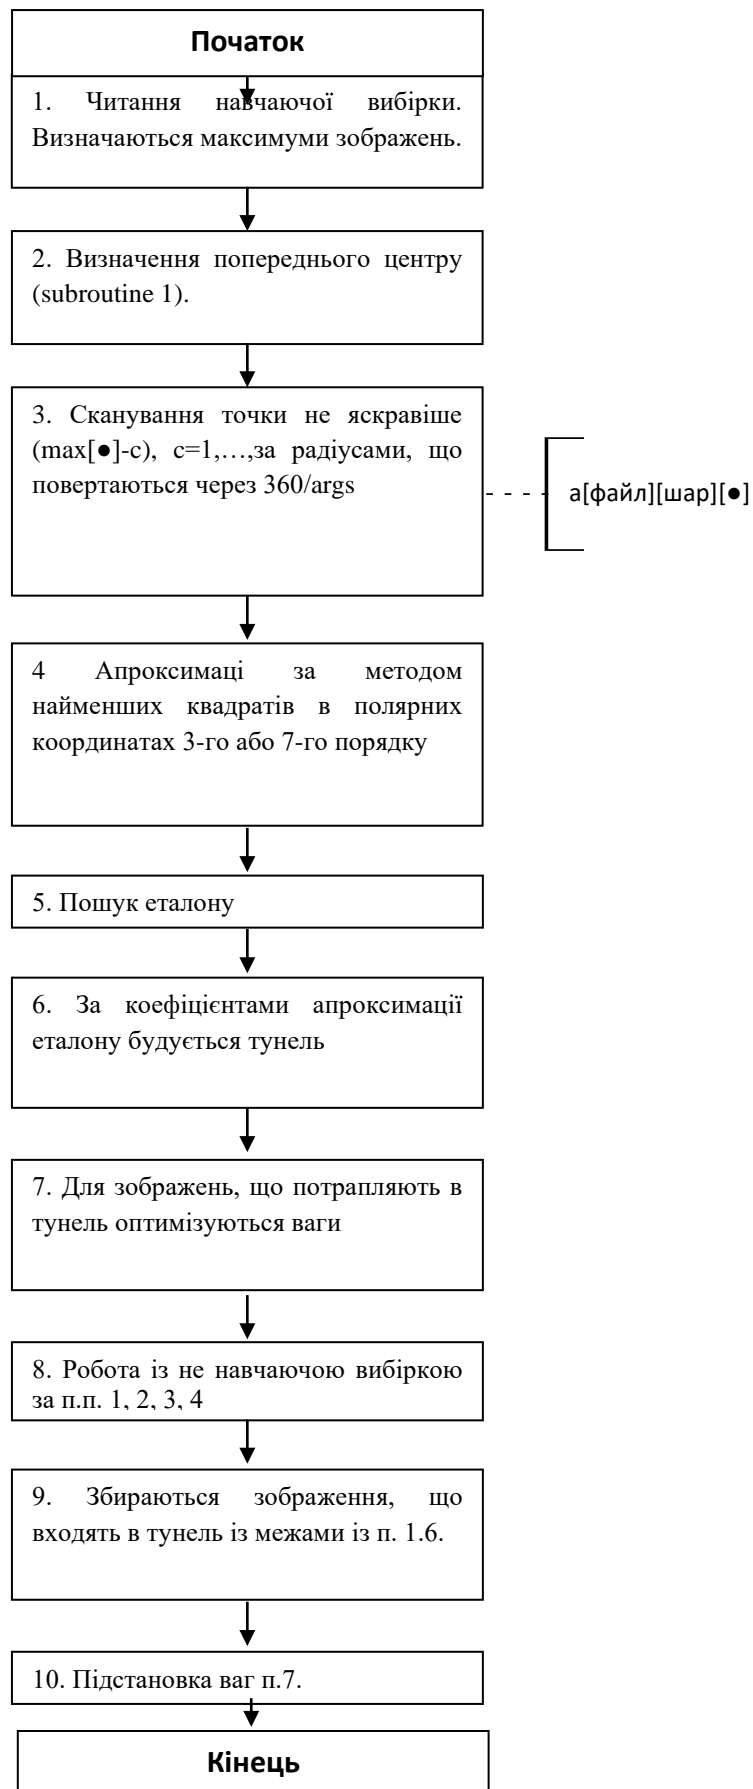 Початок
1. Читання навчаючої вибірки.
Визначаються максимуми зображень.
2. Визначення попереднього центру
(subroutine 1).
3. Сканування точки не яскравіше
(max[●]-c), c=1,…,за радіусами, що
повертаються через 360/args
a[файл][шар][●]
4 Апроксимаці за методом
найменших квадратів в полярних
координатах 3-го або 7-го порядку
5. Пошук еталону
6. За коефіцієнтами апроксимації
еталону будується тунель
7. Для зображень, що потрапляють в
тунель оптимізуються ваги
8. Робота із не навчаючою вибіркою
за п.п. 1, 2, 3, 4
9. Збираються зображення, що
входять в тунель із межами із п. 1.6.
10. Підстановка ваг п.7.
Кінець